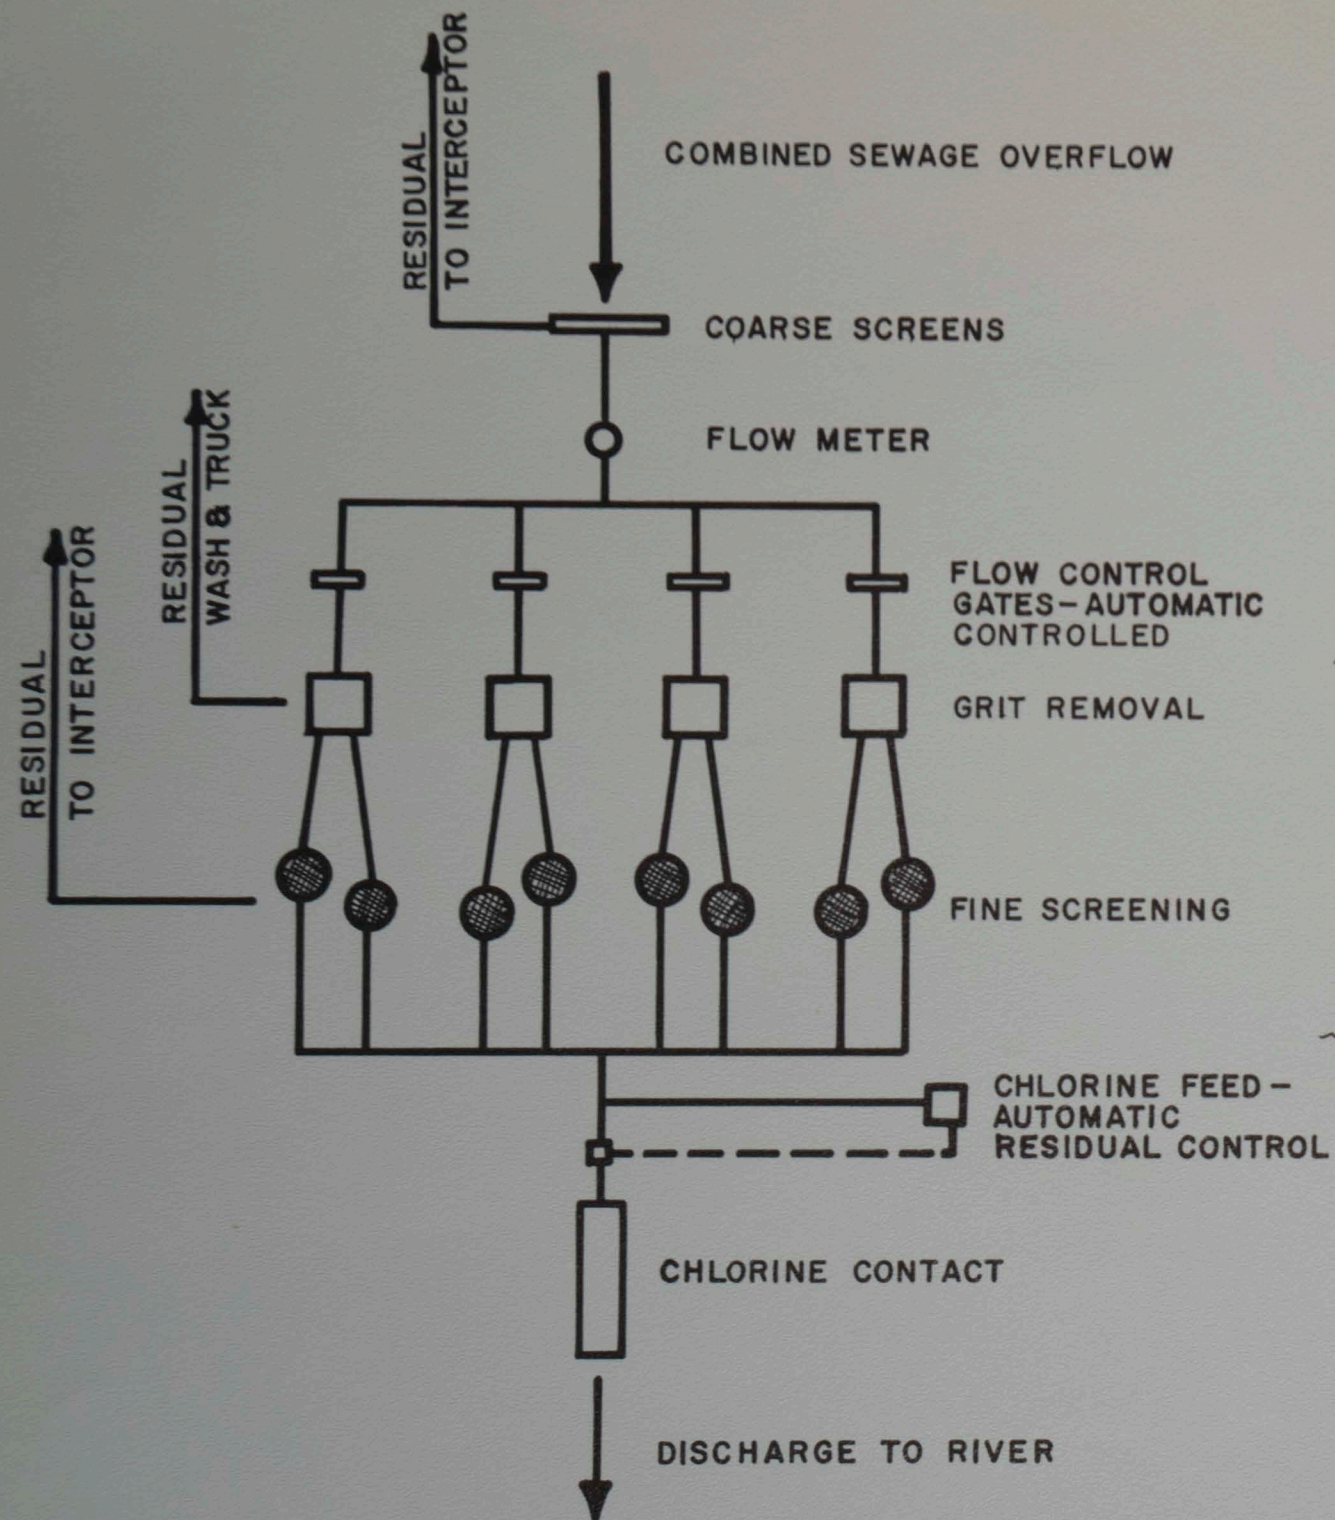 RESIDUAL
TO INTERCEPTOR
COMBINED SEWAGE OVERFLOW
COARSE SCREENS
FLOW METER
RESIDUAL
WASH & TRUCK
RESIDUAL
TO INTERCEPTOR
FLOW CONTROL
GATES-AUTOMATIC
CONTROLLED
GRIT REMOVAL
FINE SCREENING
CHLORINE FEED-
AUTOMATIC
RESIDUAL CONTROL
CHLORINE CONTACT
DISCHARGE TO RIVER